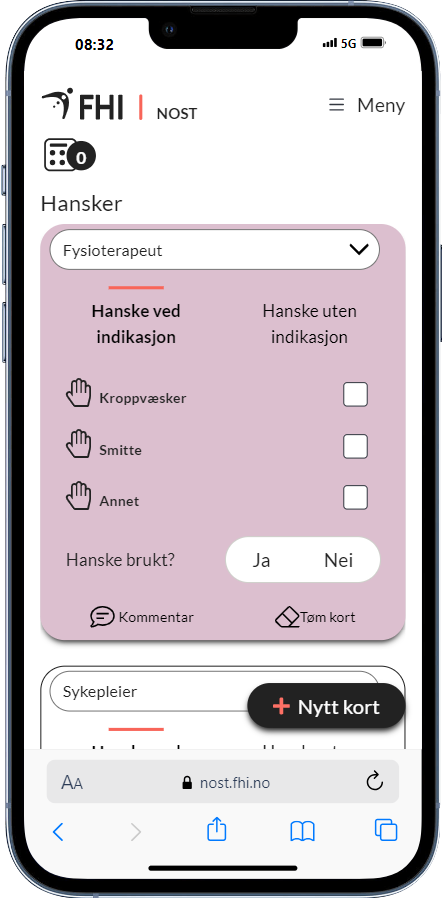 08:32
5G
FHI
NOST
Meny
0
Hansker
Fysioterapeut
Hanske ved
indikasjon
Hanske uten
indikasjon
Kroppvæsker
Smitte
Annet
Hanske brukt?
Ja
Nei
Kommentar
Tøm kort
Sykepleier
+ Nytt kort
AA
nost.fhi.no